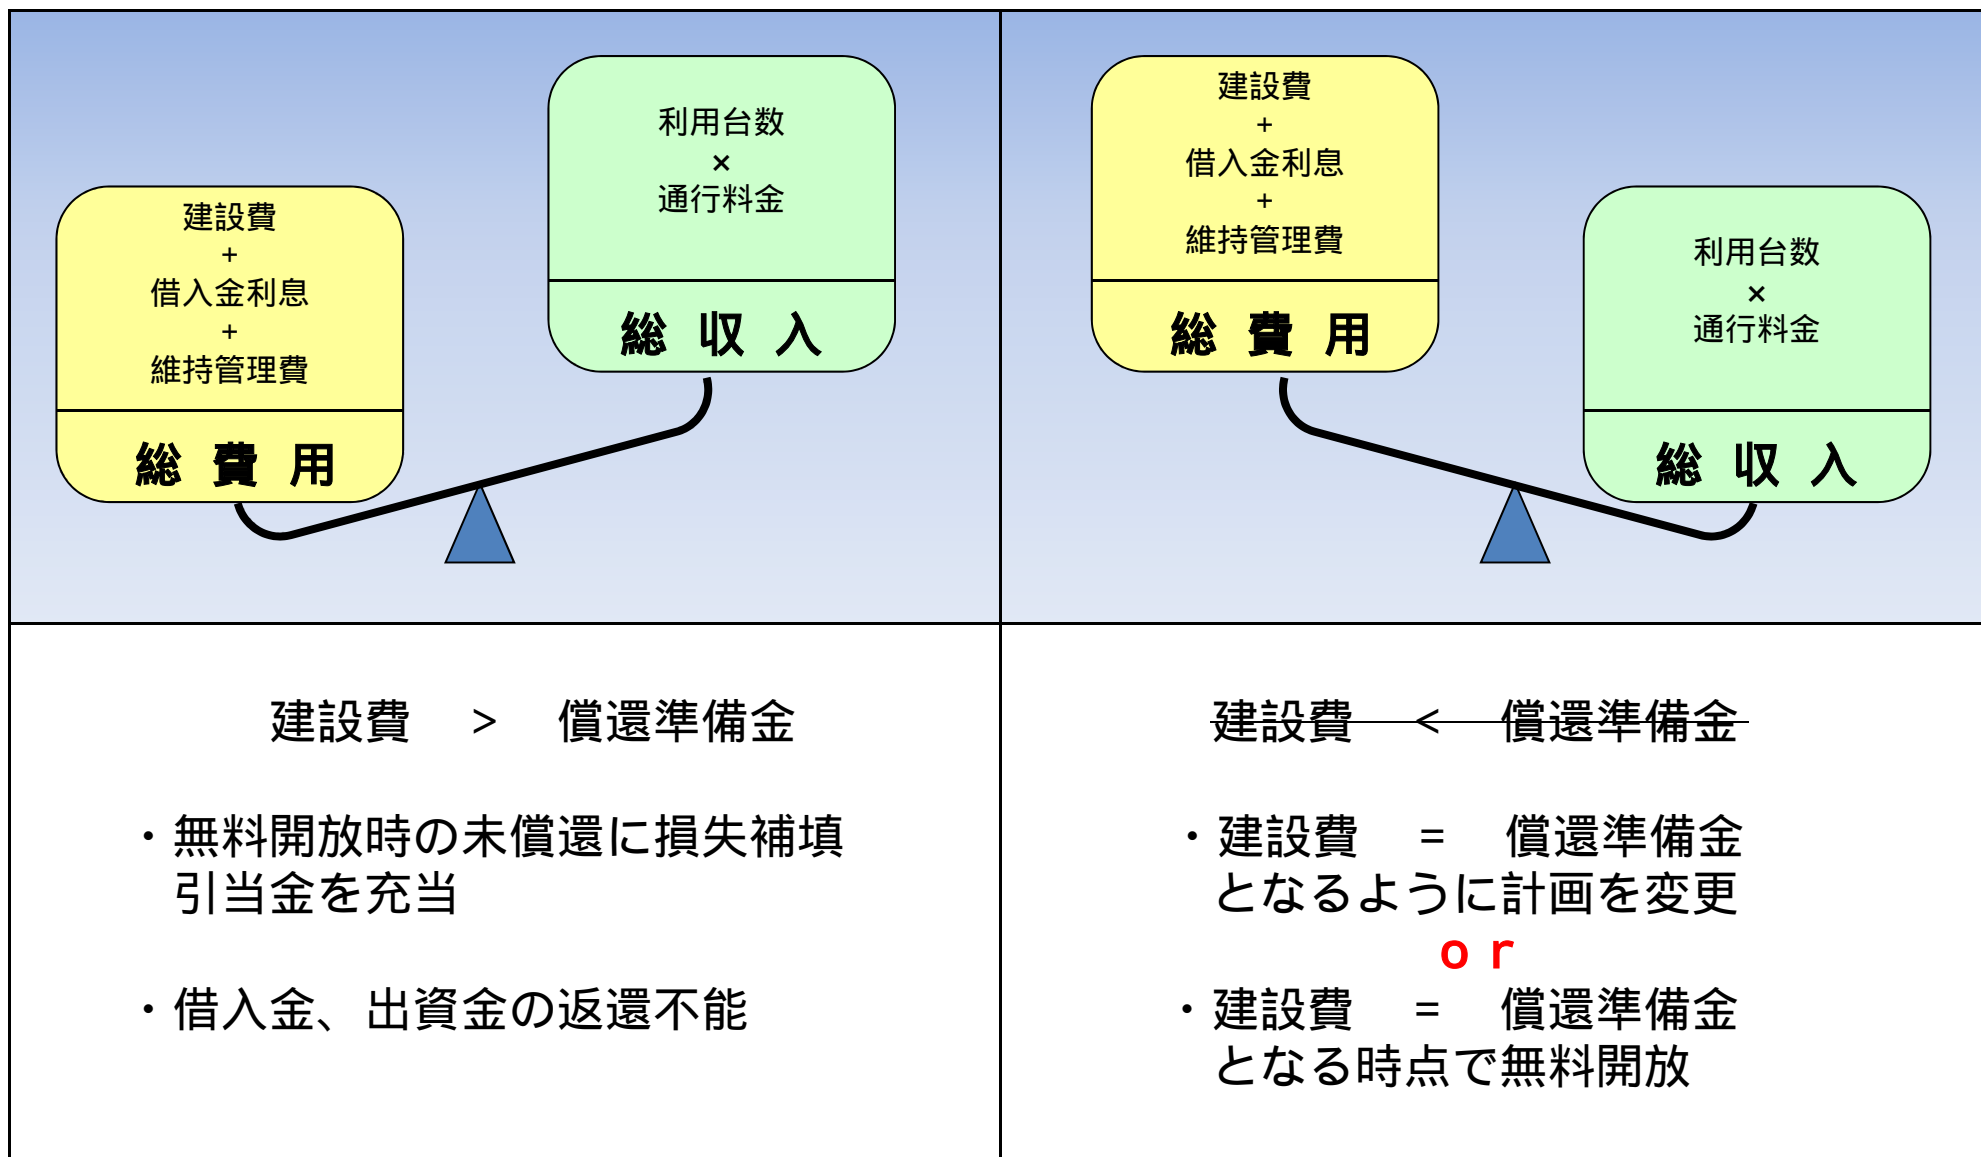 建設費
+
借入金利息
+
維持管理費
総費用
利用台数
×
通行料金
総収入
建設費
+
借入金利息
+
維持管理費
総費用
利用台数
×
通行料金
総収入
建設費 > 償還準備金
・無料開放時の未償還に損失補填
引当金を充当
・借入金、出資金の返還不能
建設費 < 償還準備金
・建設費 = 償還準備金
となるように計画を変更
or
・建設費 = 償還準備金
となる時点で無料開放